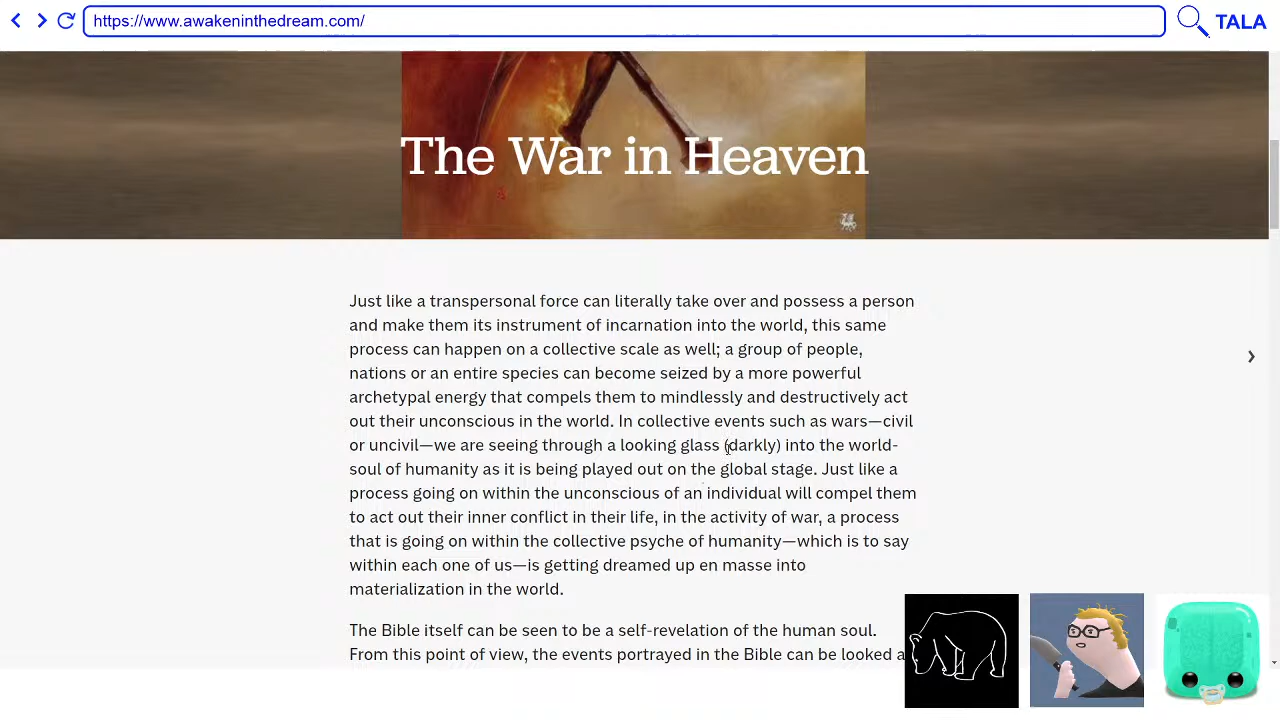 https://www.awakeninthedream.com/
TALA
The War in Heaven
Just like a transpersonal force can literally take over and possess a person
and make them its instrument of incarnation into the world, this same
process can happen on a collective scale as well; a group of people,
nations or an entire species can become seized by a more powerful
archetypal energy that compels them to mindlessly and destructively act
out their unconscious in the world. In collective events such as wars—civil
or uncivil—we are seeing through a looking glass (darkly) into the world-
soul of humanity as it is being played out on the global stage. Just like a
process going on within the unconscious of an individual will compel them
to act out their inner conflict in their life, in the activity of war, a process
that is going on within the collective psyche of humanity—which is to say
within each one of us—is getting dreamed up en masse into
materialization in the world.
The Bible itself can be seen to be a self-revelation of the human soul.
From this point of view, the events portrayed in the Bible can be looked a